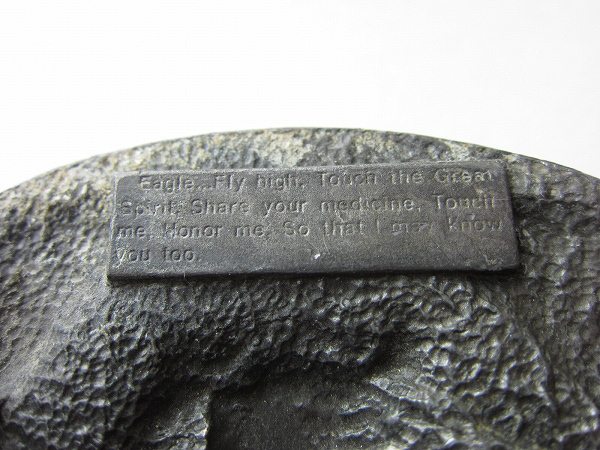 Eagle...Fly high. Touch the Great
Spirit. Share your medicine, Touch
me, Honor me. So that I may know
you too.